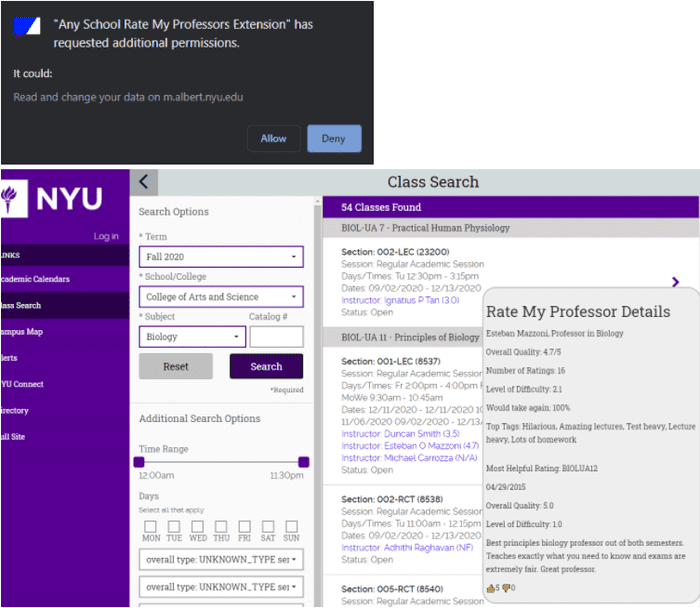 "Any School Rate My Professors Extension" has
requested additional permissions.
It could:
Read and change your data on m.albert.nyu.edu
Allow
Deny
NYU
Log in
LINKS
cademic Calendars
lass Search
ampus Map
lerts
YU Connect
irectory
ull Site
Class Search
Search Options
* Term
Fall 2020
* School/College
College of Arts and Science
* Subject
Catalog #
Biology
Reset
Search
*Required
Additional Search Options
Time Range
12:00am
11:30pm
Days
Select all that apply
MON TUE WED THU FRI SAT SUN
overall type: UNKNOWN_TYPE se
overall type: UNKNOWN_TYPE se
54 Classes Found
BIOL-UA 7 - Practical Human Physiology
Section: 002-LEC (23200)
Session: Regular Academic Session
Days/Times: Tu 12:30pm - 3:15pm
Dates: 09/02/2020 - 12/13/2020
Instructor: Ignatius P Tan (3.0)
Status: Open
BIOL-UA 11 - Principles of Biology
Section: 001-LEC (8537)
Session: Regular Academic Session
Days/Times: Fr 2:00pm - 4:00pm F
MoWe 9:30am - 10:45am
Dates: 12/11/2020 - 12/11/2020 10
11/06/2020 09/02/2020 - 12/13/
Instructor: Duncan Smith (3.5)
Instructor: Esteban O Mazzoni (4.7)
Instructor: Michael Carrozza (N/A)
Status: Open
Section: 002-RCT (8538)
Session: Regular Academic Session
Days/Times: Tu 11:00am - 12:15pm
Dates: 09/02/2020 - 12/13/2020
Instructor: Adhithi Raghavan (NF)
Status: Open
Section: 005-RCT (8540)
Session: Regular Academic Session
Rate My Professor Details
Esteban Mazzoni, Professor in Biology
Overall Quality: 4.7/5
Number of Ratings: 16
Level of Difficulty: 2.1
Would take again: 100%
Top Tags: Hilarious, Amazing lectures, Test heavy, Lecture
heavy, Lots of homework
Most Helpful Rating: BIOLUA12
04/29/2015
Overall Quality: 5.0
Level of Difficulty: 1.0
Best principles biology professor out of both semesters.
Teaches exactly what you need to know and exams are
extremely fair. Great professor.
👍5 👎0